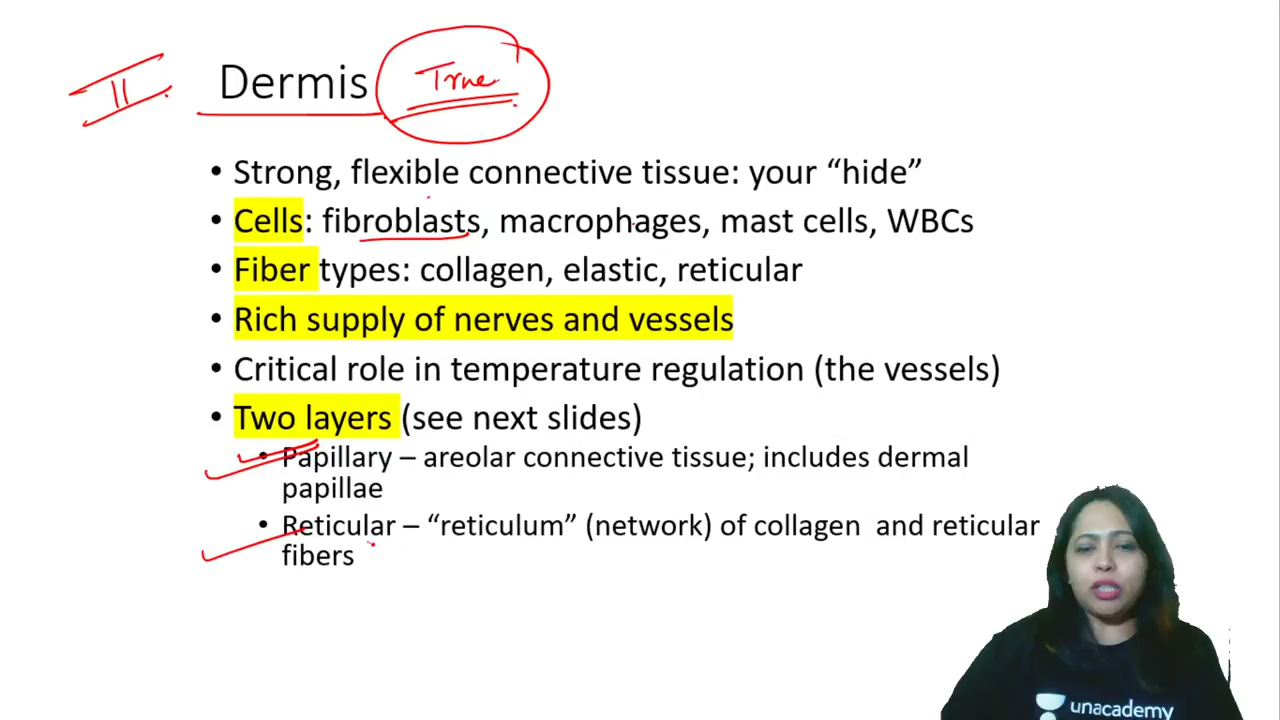 II Dermis True
• Strong, flexible connective tissue: your “hide”
• Cells: fibroblasts, macrophages, mast cells, WBCs
• Fiber types: collagen, elastic, reticular
• Rich supply of nerves and vessels
• Critical role in temperature regulation (the vessels)
• Two layers (see next slides)
• Papillary – areolar connective tissue; includes dermal
papillae
• Reticular – “reticulum” (network) of collagen and reticular
fibers
unacademy